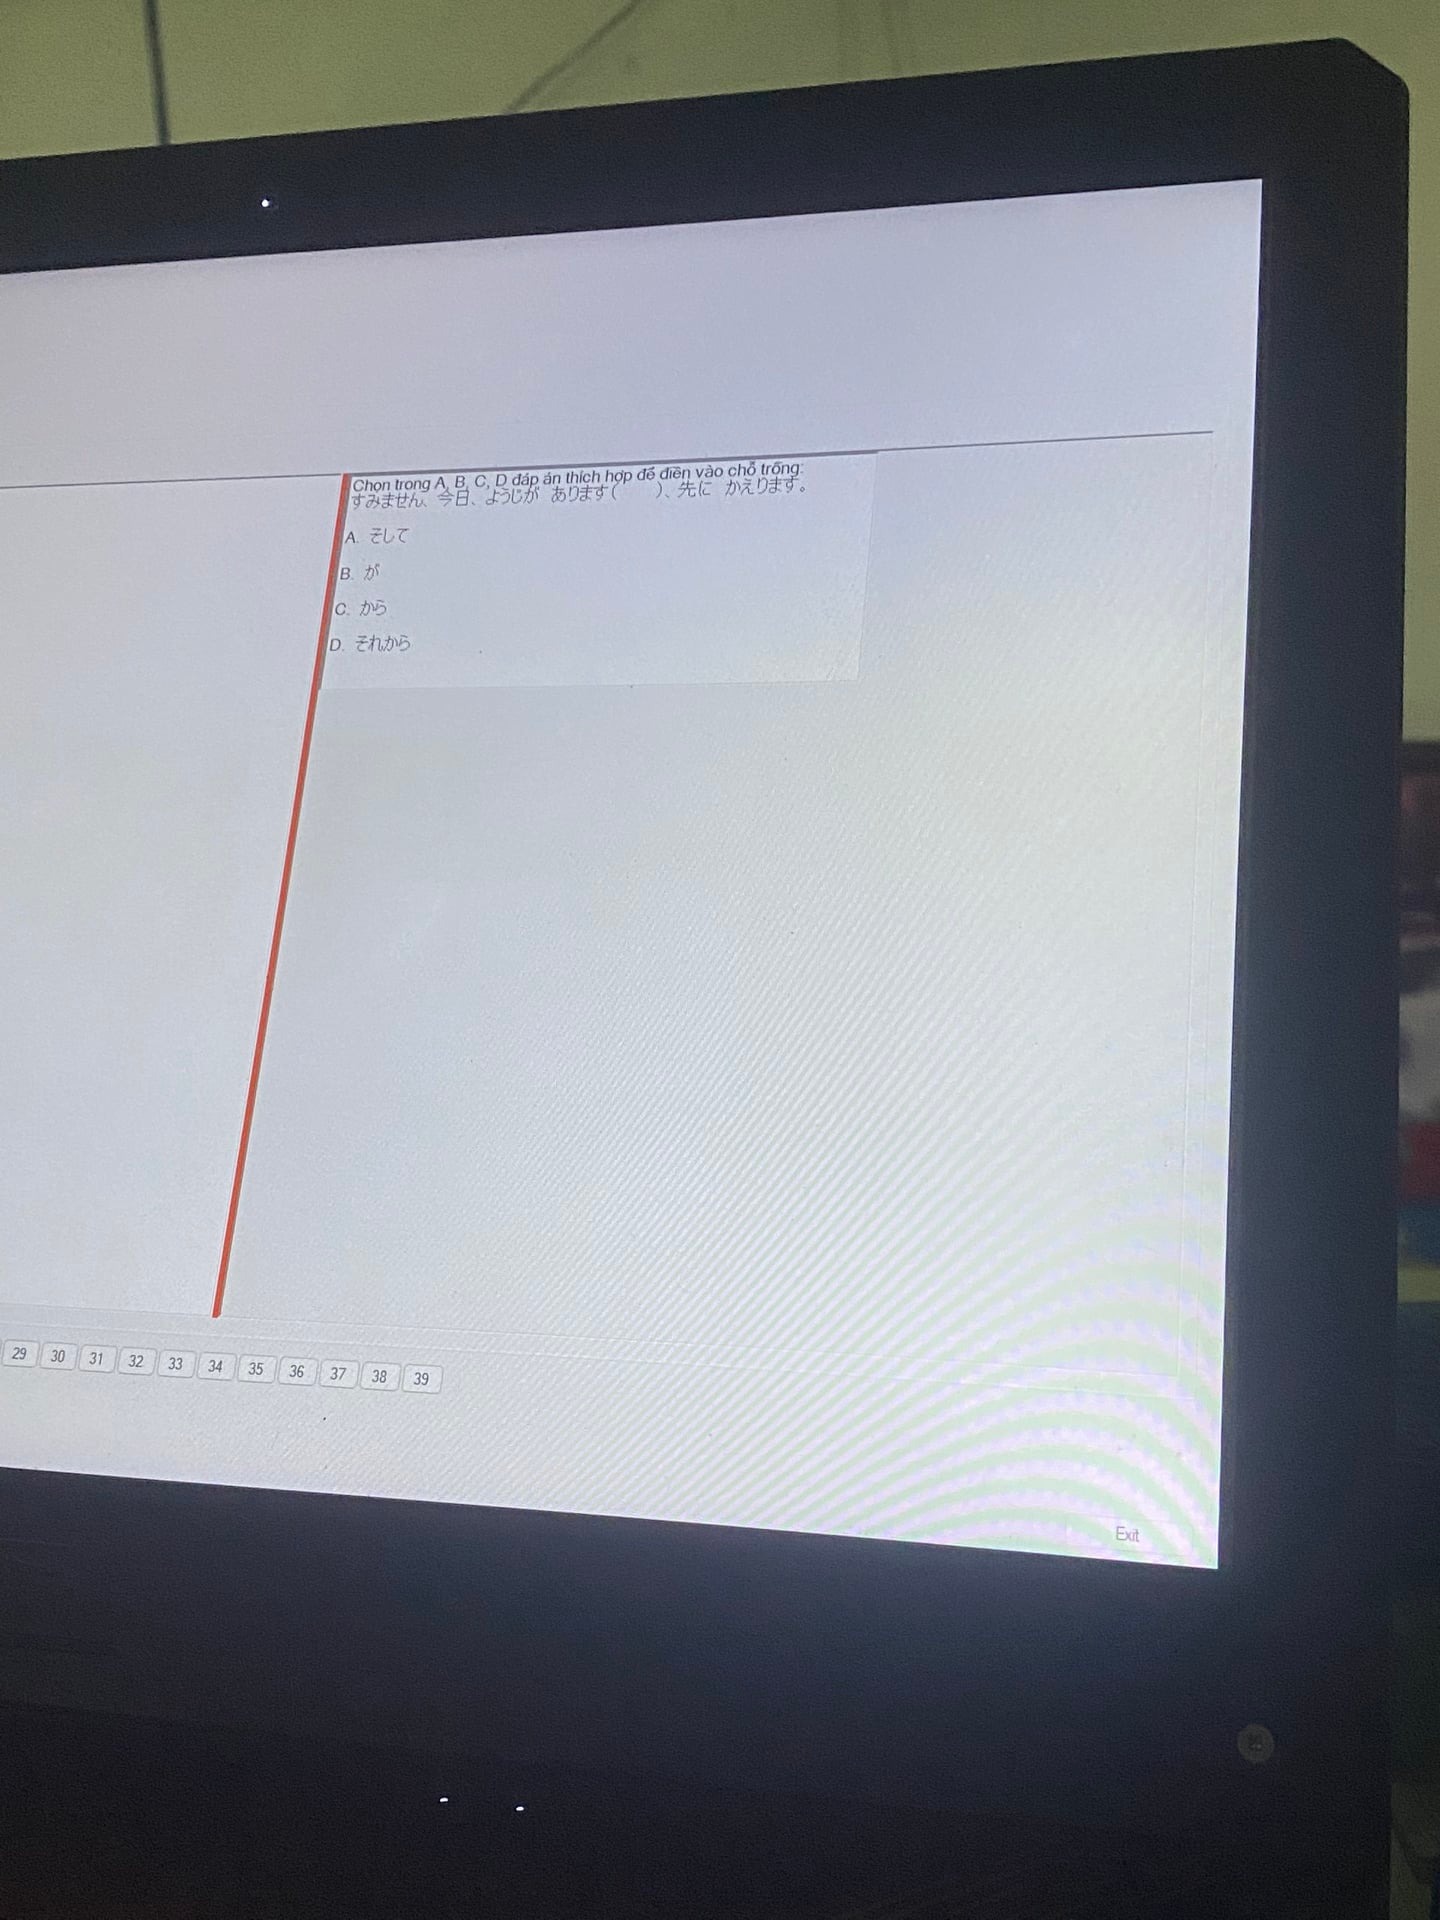 Chọn trong A, B, C, D đáp án thích hợp để điền vào chỗ trống:
すみません、今日、ようじが あります( )、先に かえります。
A. そして
B. が
C. から
D. それから
29 30 31 32 33 34 35 36 37 38 39
Exit